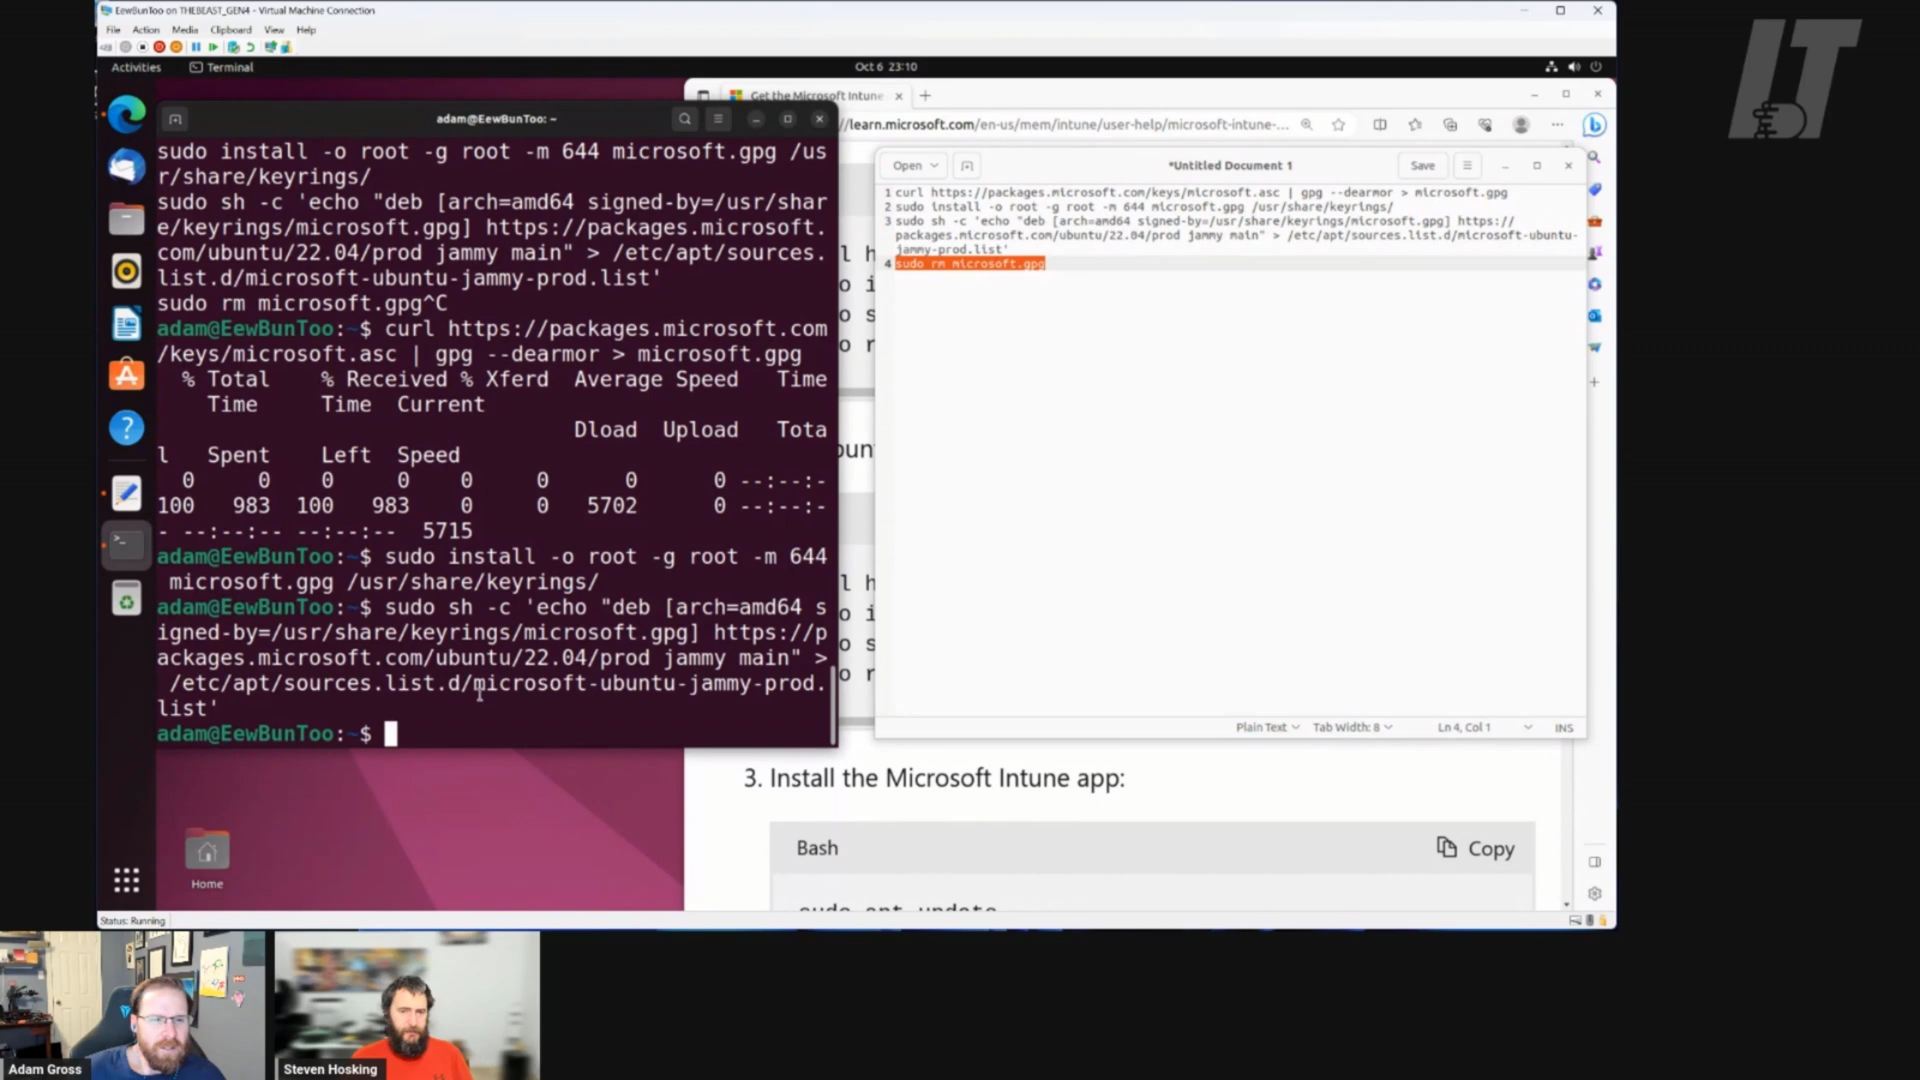 EewBunToo on THEBEAST_GEN4 - Virtual Machine Connection
File Action Media Clipboard View Help
Activities Terminal Oct 6 23:10
adam@EewBunToo: ~
sudo install -o root -g root -m 644 microsoft.gpg /us
r/share/keyrings/
sudo sh -c 'echo "deb [arch=amd64 signed-by=/usr/shar
e/keyrings/microsoft.gpg] https://packages.microsoft.
com/ubuntu/22.04/prod jammy main" > /etc/apt/sources.
list.d/microsoft-ubuntu-jammy-prod.list'
sudo rm microsoft.gpg^C
adam@EewBunToo:~$ curl https://packages.microsoft.com
/keys/microsoft.asc | gpg --dearmor > microsoft.gpg
% Total % Received % Xferd Average Speed Time
Time Time Current
Dload Upload Tota
l Spent Left Speed
0 0 0 0 0 0 0 0 --:--:-
100 983 100 983 0 0 5702 0 --:--:-
- --:--:-- --:--:-- 5715
adam@EewBunToo:~$ sudo install -o root -g root -m 644
microsoft.gpg /usr/share/keyrings/
adam@EewBunToo:~$ sudo sh -c 'echo "deb [arch=amd64 s
igned-by=/usr/share/keyrings/microsoft.gpg] https://p
ackages.microsoft.com/ubuntu/22.04/prod jammy main" >
/etc/apt/sources.list.d/microsoft-ubuntu-jammy-prod.
list'
adam@EewBunToo:~$
Get the Microsoft Intune
/learn.microsoft.com/en-us/mem/intune/user-help/microsoft-intune-...
Open *Untitled Document 1 Save
1 curl https://packages.microsoft.com/keys/microsoft.asc | gpg --dearmor > microsoft.gpg
2 sudo install -o root -g root -m 644 microsoft.gpg /usr/share/keyrings/
3 sudo sh -c 'echo "deb [arch=amd64 signed-by=/usr/share/keyrings/microsoft.gpg] https://
packages.microsoft.com/ubuntu/22.04/prod jammy main" > /etc/apt/sources.list.d/microsoft-ubuntu-
jammy-prod.list'
4 sudo rm microsoft.gpg
Plain Text Tab Width: 8 Ln 4, Col 1 INS
3. Install the Microsoft Intune app:
Bash Copy
sudo apt update
Home
Status: Running
Adam Gross
Steven Hosking
IT